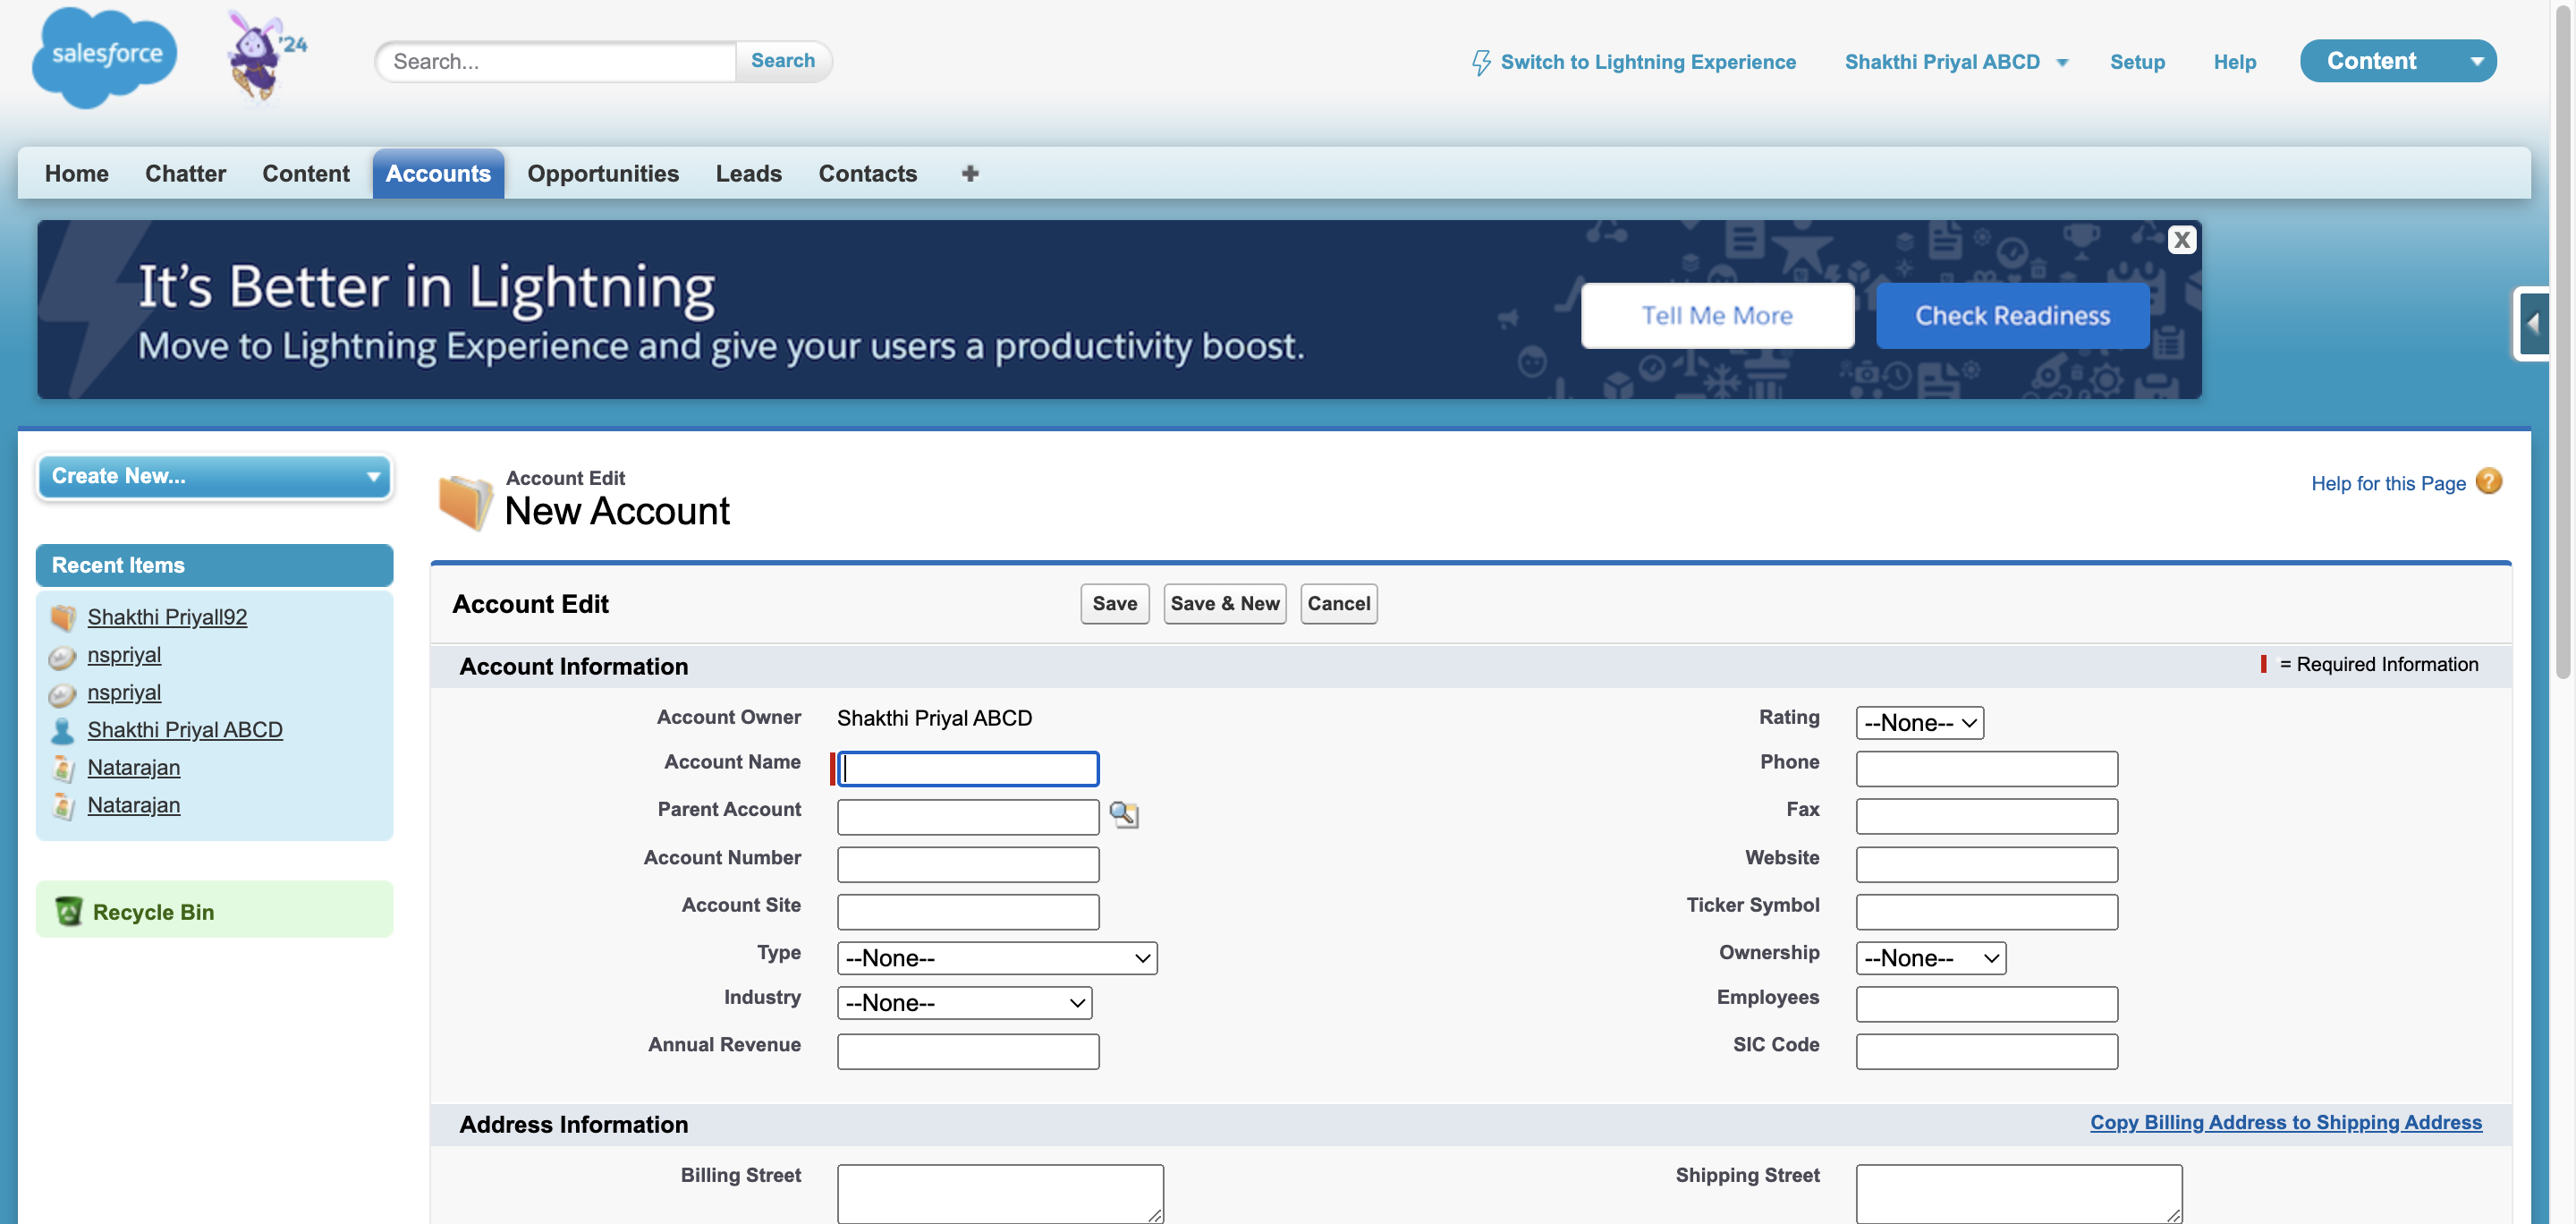 salesforce
'24
Search...
Search
Switch to Lightning Experience
Shakthi Priyal ABCD
Setup
Help
Content
Home
Chatter
Content
Accounts
Opportunities
Leads
Contacts
It's Better in Lightning
Move to Lightning Experience and give your users a productivity boost.
Tell Me More
Check Readiness
X
Create New...
Recent Items
Shakthi Priyall92
nspriyal
nspriyal
Shakthi Priyal ABCD
Natarajan
Natarajan
Recycle Bin
Account Edit
New Account
Help for this Page
?
Account Edit
Save
Save & New
Cancel
Account Information
= Required Information
Account Owner
Shakthi Priyal ABCD
Rating
--None--
Account Name
Phone
Parent Account
Fax
Account Number
Website
Account Site
Ticker Symbol
Type
--None--
Ownership
--None--
Industry
--None--
Employees
Annual Revenue
SIC Code
Address Information
Copy Billing Address to Shipping Address
Billing Street
Shipping Street